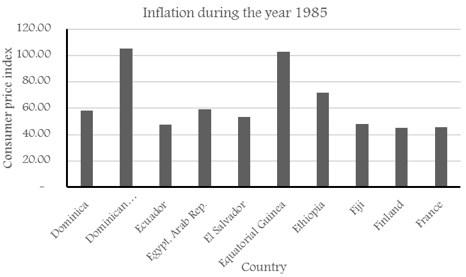 Inflation during the year 1985
Consumer price index
120.00
100.00
80.00
60.00
40.00
20.00
-
Dominica
Dominican...
Ecuador
Egypt, Arab Rep.
El Salvador
Equatorial Guinea
Ethiopia
Fiji
Finland
France
Country